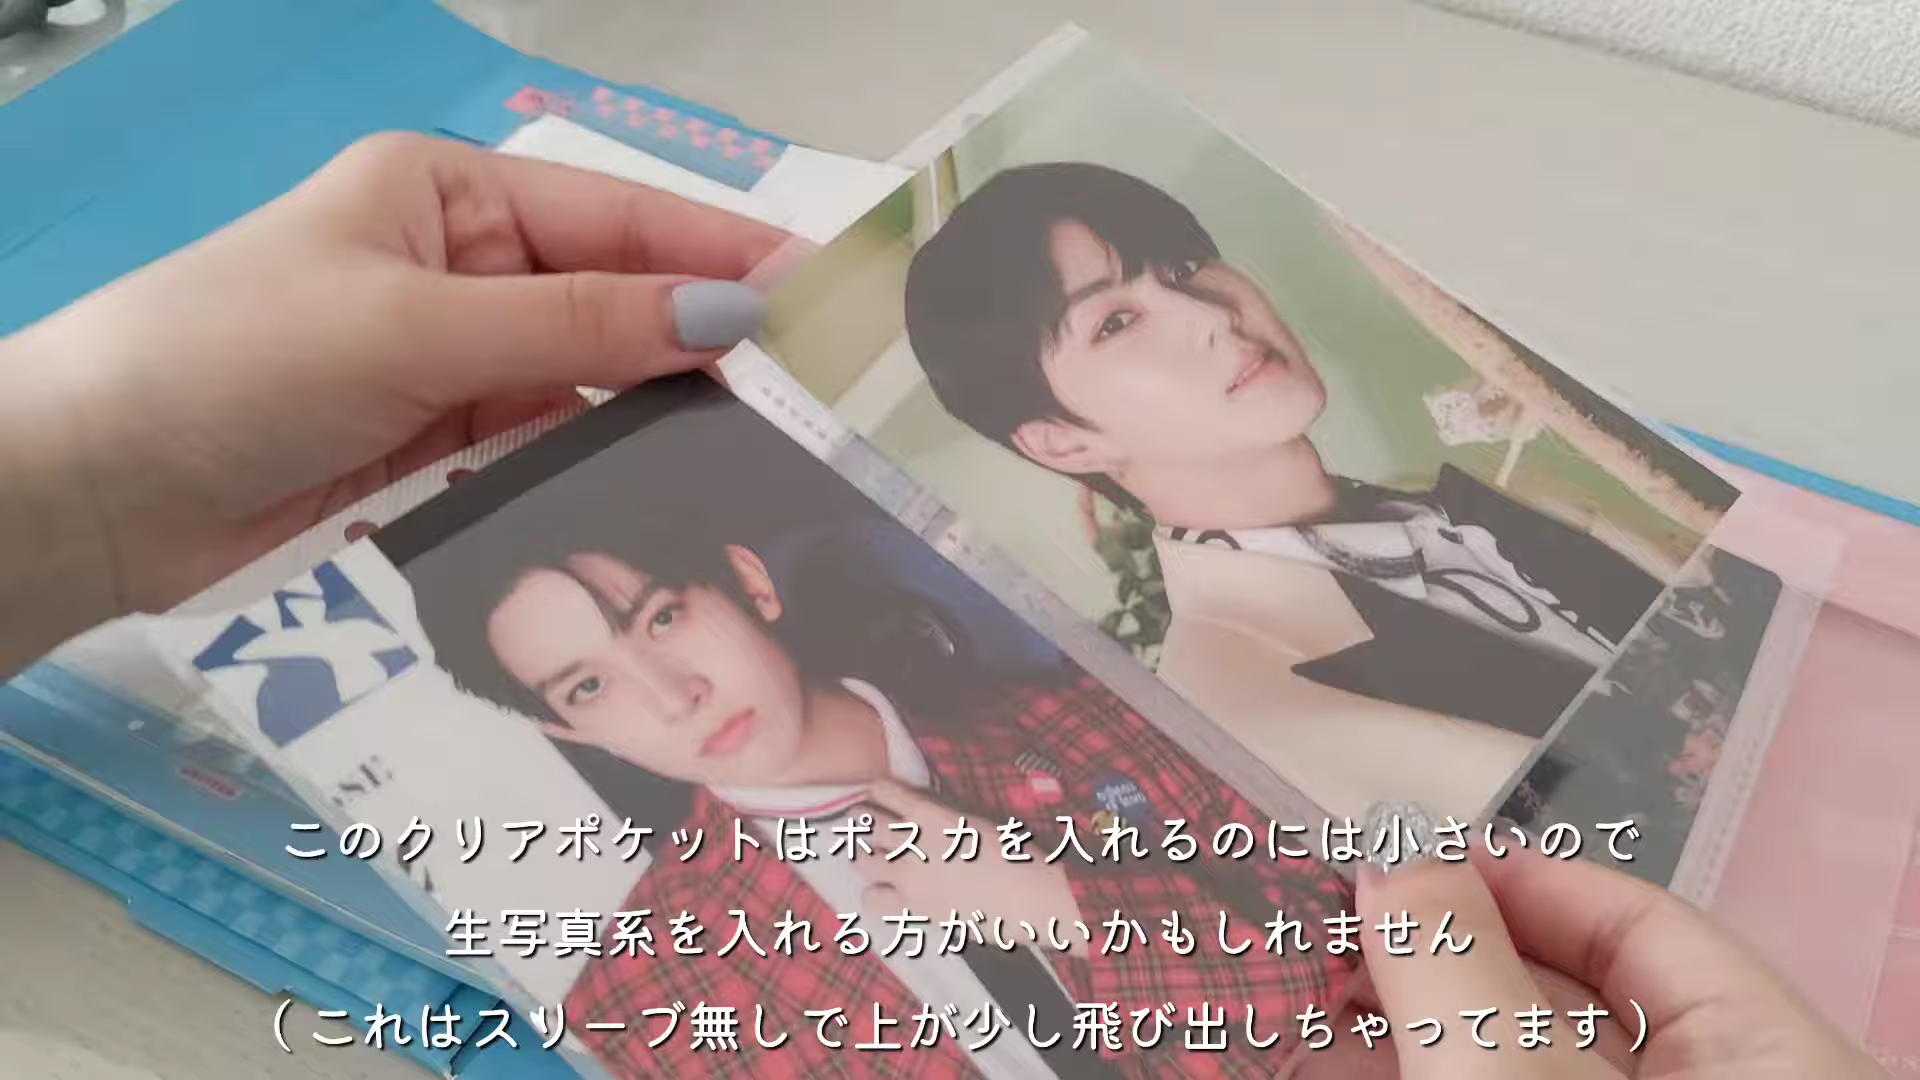 このクリアポケットはポスカを入れるのには小さいので
生写真系を入れる方がいいかもしれません
（これはスリーブ無しで上が少し飛び出しちゃってます）